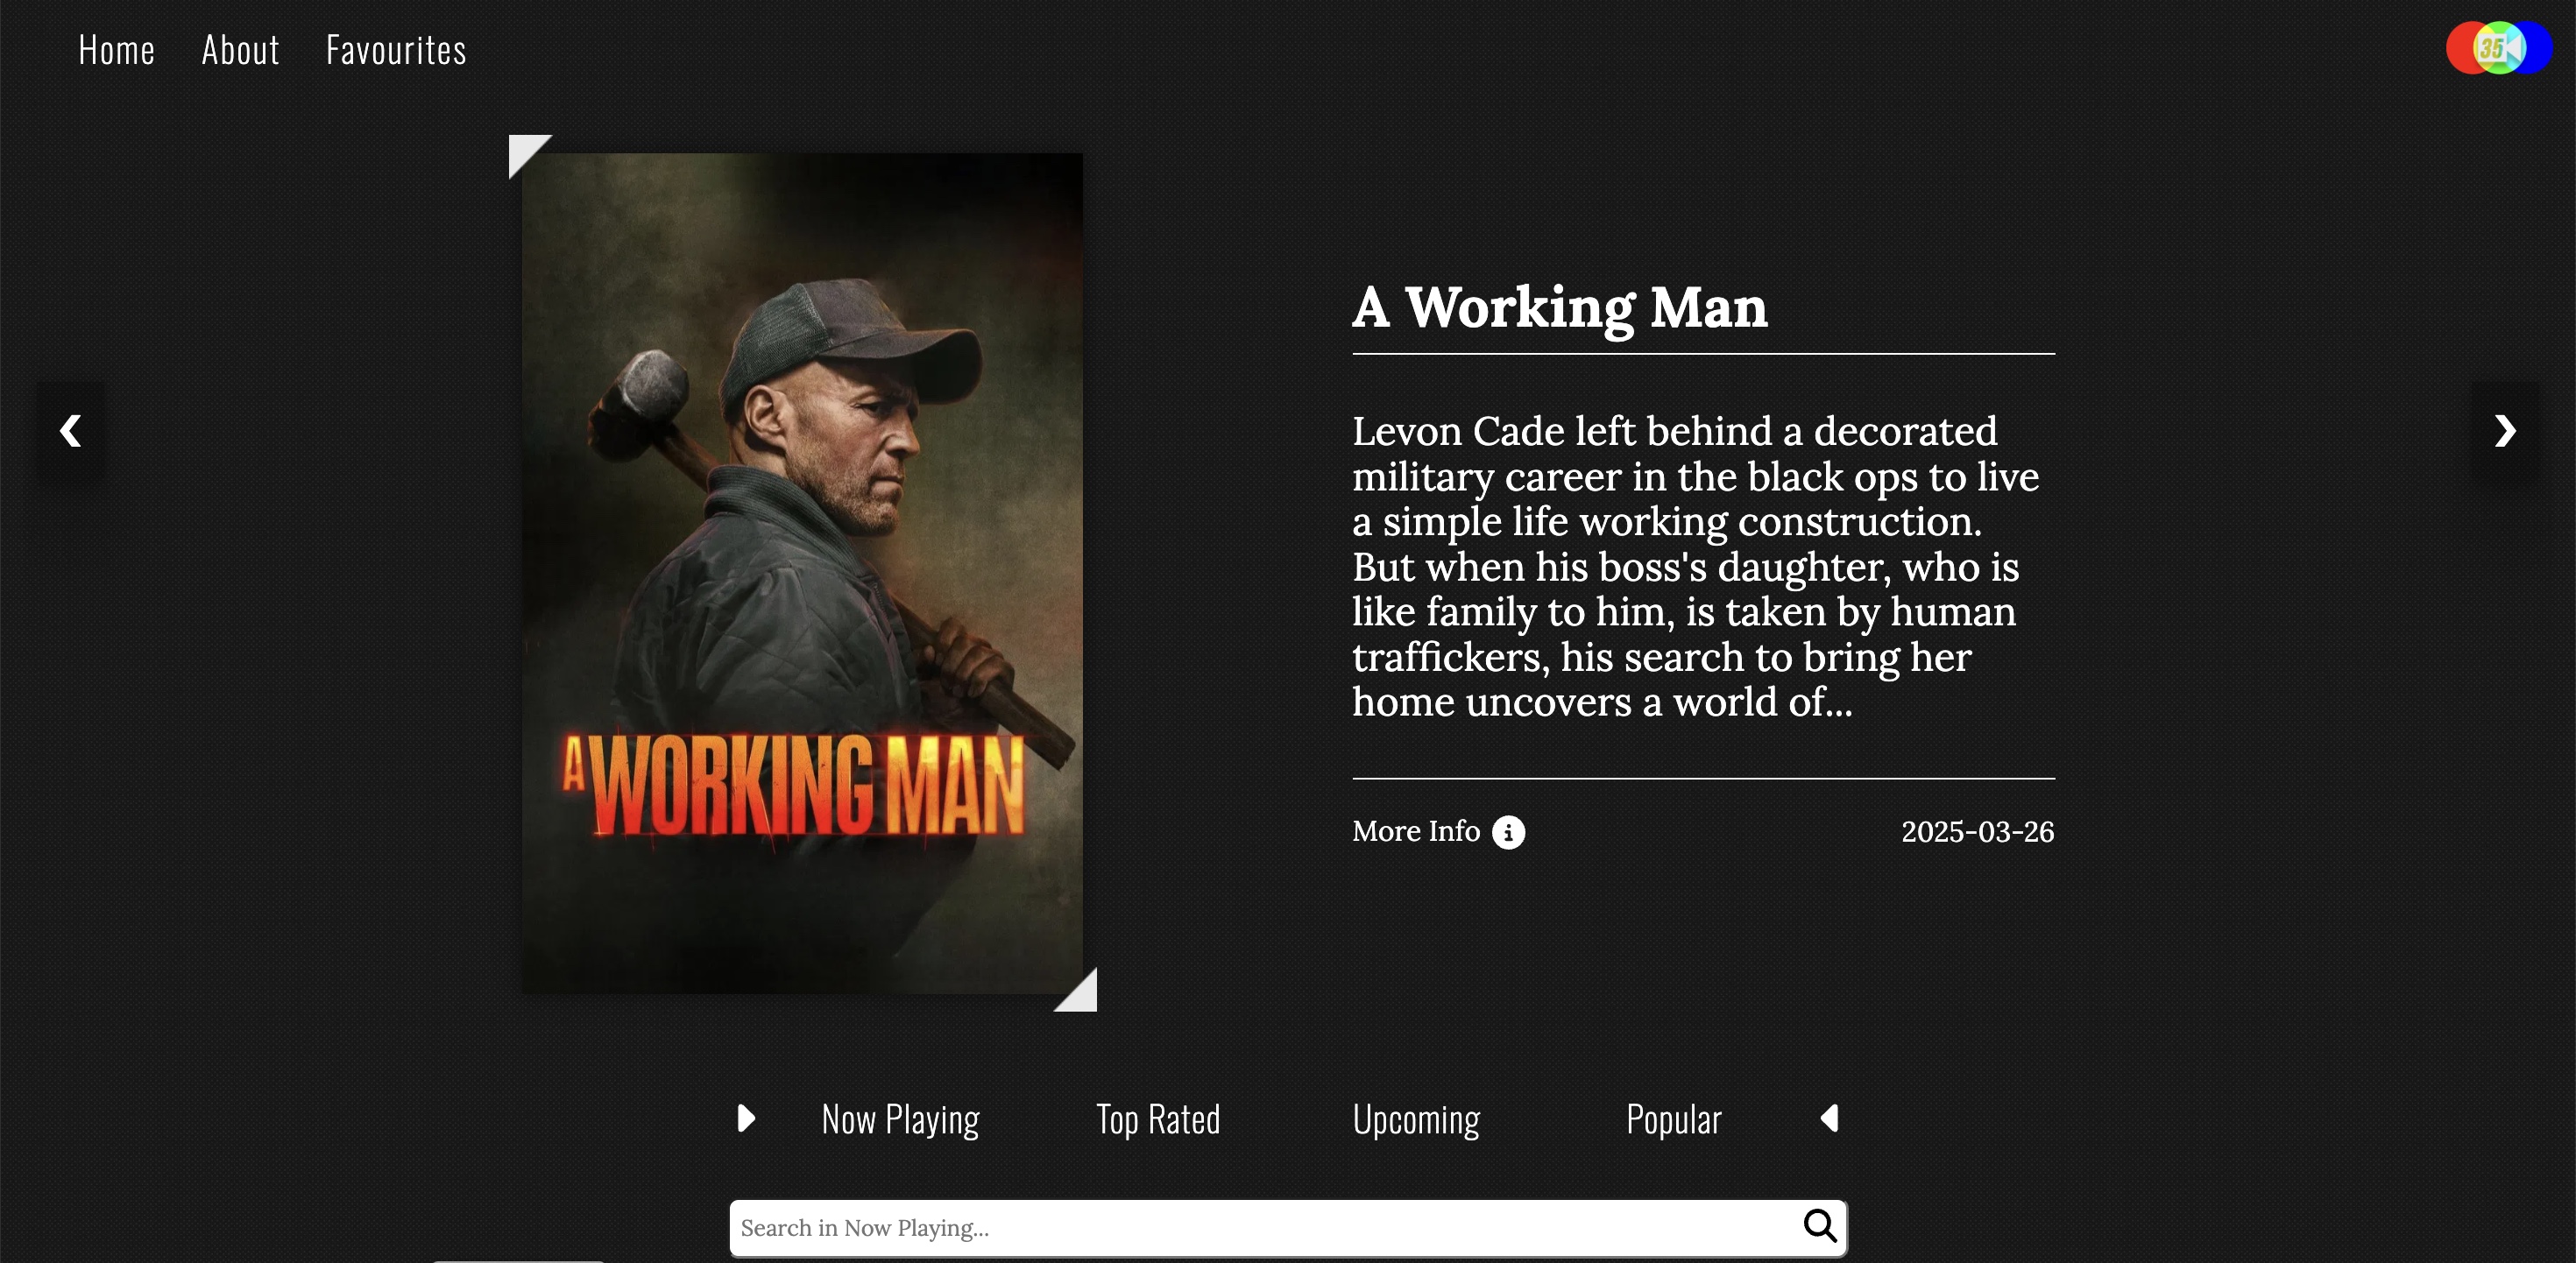 Home About Favourites
35
A WORKING MAN
A Working Man
Levon Cade left behind a decorated
military career in the black ops to live
a simple life working construction.
But when his boss's daughter, who is
like family to him, is taken by human
traffickers, his search to bring her
home uncovers a world of...
More Info 2025-03-26
Now Playing Top Rated Upcoming Popular
Search in Now Playing...